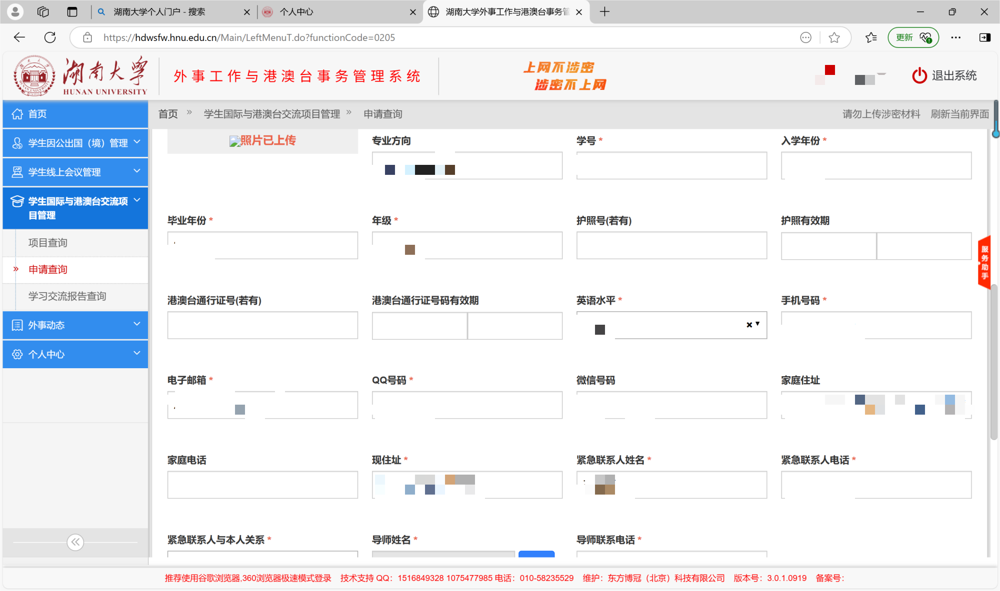 湖南大学个人门户 - 搜索
个人中心
湖南大学外事工作与港澳台事务管
https://hdwsfw.hnu.edu.cn/Main/LeftMenuT.do?functionCode=0205
更新
湖南大学
HUNAN UNIVERSITY
外事工作与港澳台事务管理系统
上网不涉密
涉密不上网
退出系统
首页
学生因公出国（境）管理
学生线上会议管理
学生国际与港澳台交流项
目管理
项目查询
» 申请查询
学习交流报告查询
外事动态
个人中心
首页 » 学生国际与港澳台交流项目管理 » 申请查询
请勿上传涉密材料 刷新当前界面
照片已上传
专业方向
学号 *
入学年份 *
毕业年份 *
年级 *
护照号(若有)
护照有效期
港澳台通行证号(若有)
港澳台通行证号码有效期
英语水平 *
手机号码 *
电子邮箱 *
QQ号码 *
微信号码
家庭住址
家庭电话
现住址 *
紧急联系人姓名 *
紧急联系人电话 *
紧急联系人与本人关系 *
导师姓名 *
导师联系电话 *
服务助手
推荐使用谷歌浏览器,360浏览器极速模式登录 技术支持 QQ：1516849328 1075477985 电话：010-58235529 维护：东方博冠（北京）科技有限公司 版本号：3.0.1.0919 备案号：